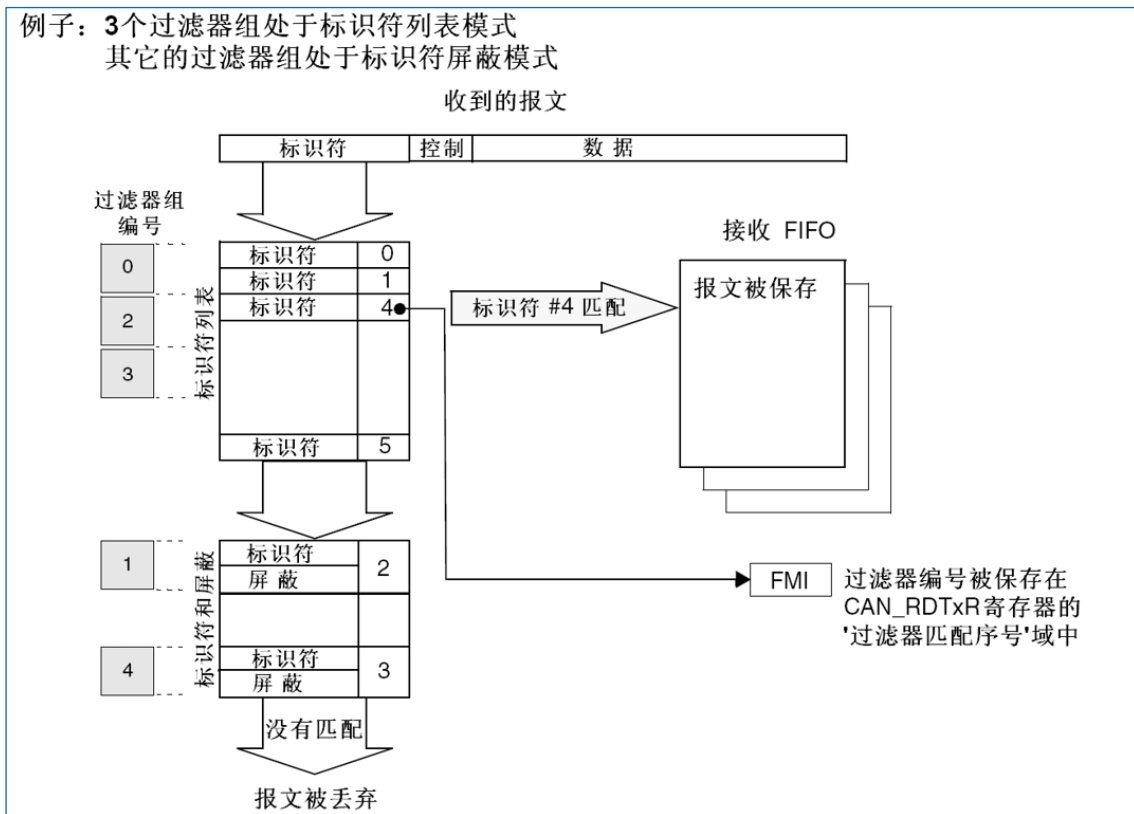 例子：3个过滤器组处于标识符列表模式
其它的过滤器组处于标识符屏蔽模式
收到的报文
标识符 控制 数据
过滤器组
编号
0
2
3
标识符列表
标识符 0
标识符 1
标识符 4
标识符 5
标识符 #4 匹配
接收 FIFO
报文被保存
1
4
标识符和屏蔽
标识符
屏蔽
2
标识符
屏蔽
3
FMI
过滤器编号被保存在
CAN_RDTxR寄存器的
'过滤器匹配序号'域中
没有匹配
报文被丢弃